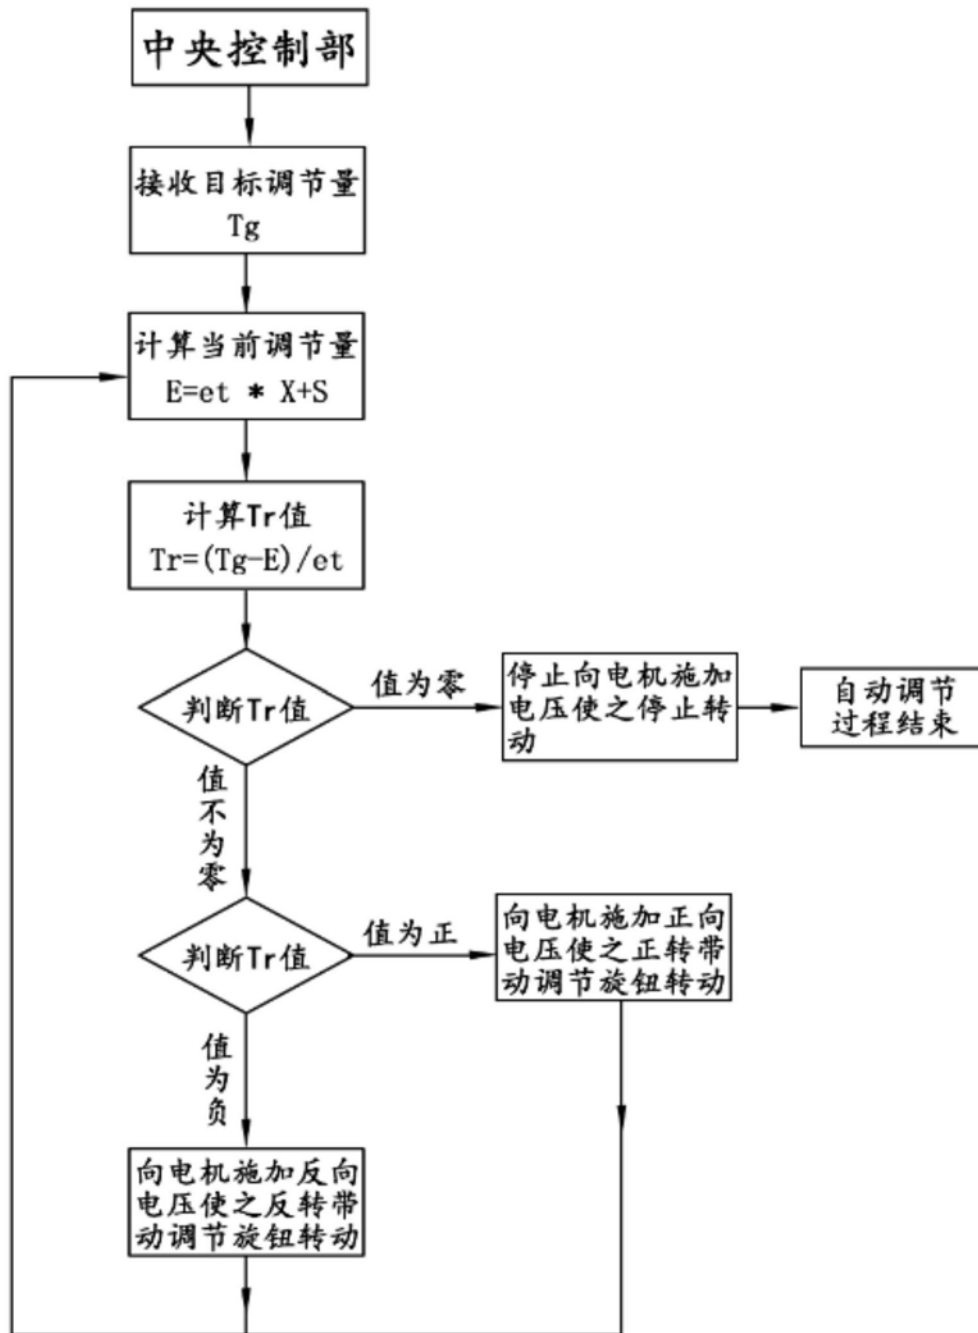 中央控制部
接收目标调节量
Tg
计算当前调节量
E=et * X+S
计算Tr值
Tr=(Tg-E)/et
判断Tr值
值为零
停止向电机施加
电压使之停止转
动
自动调节
过程结束
值
不
为
零
判断Tr值
值为正
向电机施加正向
电压使之正转带
动调节旋钮转动
值
为
负
向电机施加反向
电压使之反转带
动调节旋钮转动